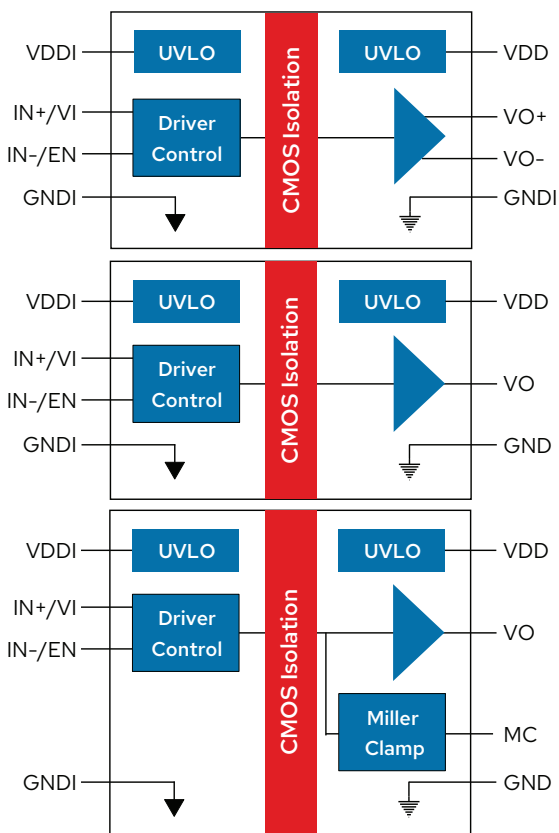 VDDI
UVLO
UVLO
VDD
IN+/VI
Driver
Control
VO+
IN-/EN
VO-
GNDI
GNDI
CMOS Isolation
VDDI
UVLO
UVLO
VDD
IN+/VI
Driver
Control
VO
IN-/EN
GNDI
GND
CMOS Isolation
VDDI
UVLO
UVLO
VDD
IN+/VI
Driver
Control
VO
IN-/EN
CMOS Isolation
Miller
Clamp
MC
GNDI
GND